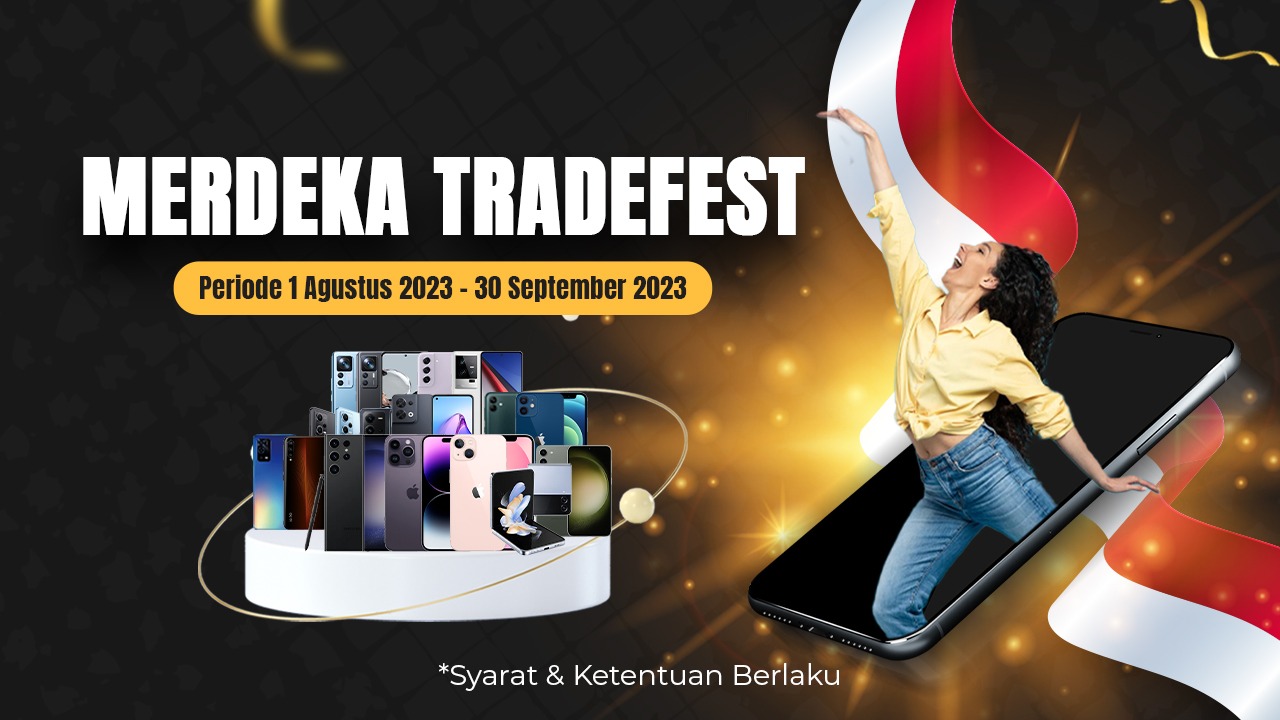 MERDEKA TRADEFEST
Periode 1 Agustus 2023 - 30 September 2023
*Syarat & Ketentuan Berlaku